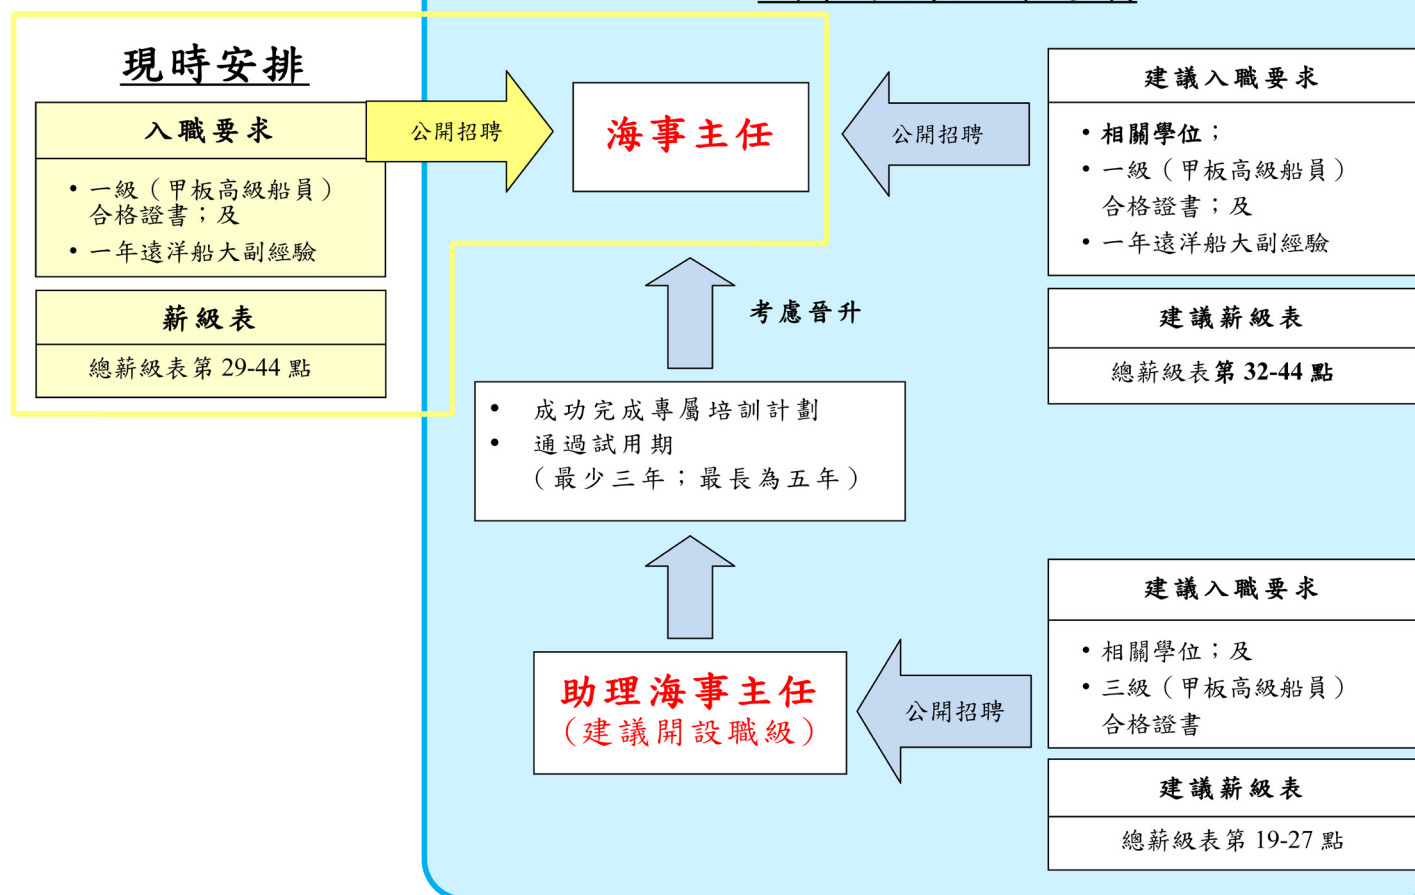 現時安排
入職要求
• 一級（甲板高級船員）
合格證書；及
• 一年遠洋船大副經驗
薪級表
總薪級表第 29-44 點
公開招聘
海事主任
公開招聘
建議入職要求
• 相關學位；
• 一級（甲板高級船員）
合格證書；及
• 一年遠洋船大副經驗
建議薪級表
總薪級表第 32-44 點
考慮晉升
• 成功完成專屬培訓計劃
• 通過試用期
（最少三年；最長為五年）
助理海事主任
（建議開設職級）
公開招聘
建議入職要求
• 相關學位；及
• 三級（甲板高級船員）
合格證書
建議薪級表
總薪級表第 19-27 點